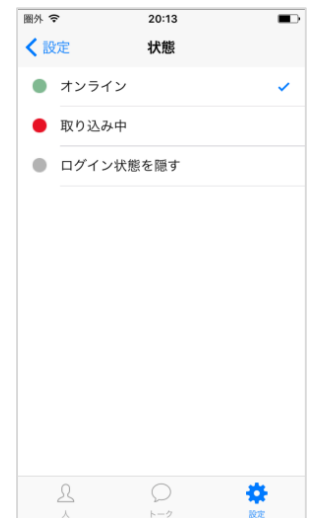 圏外 20:13
設定 状態
オンライン
取り込み中
ログイン状態を隠す
人 トーク 設定